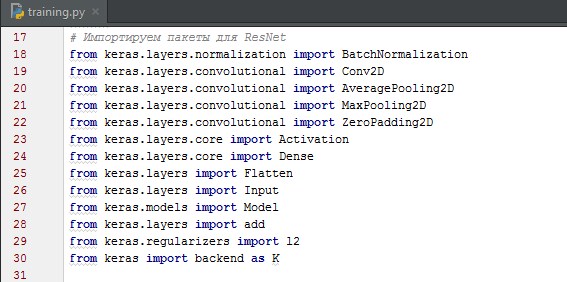 training.py
17 # Импортируем пакеты для ResNet
18 from keras.layers.normalization import BatchNormalization
19 from keras.layers.convolutional import Conv2D
20 from keras.layers.convolutional import AveragePooling2D
21 from keras.layers.convolutional import MaxPooling2D
22 from keras.layers.convolutional import ZeroPadding2D
23 from keras.layers.core import Activation
24 from keras.layers.core import Dense
25 from keras.layers import Flatten
26 from keras.layers import Input
27 from keras.models import Model
28 from keras.layers import add
29 from keras.regularizers import l2
30 from keras import backend as K
31